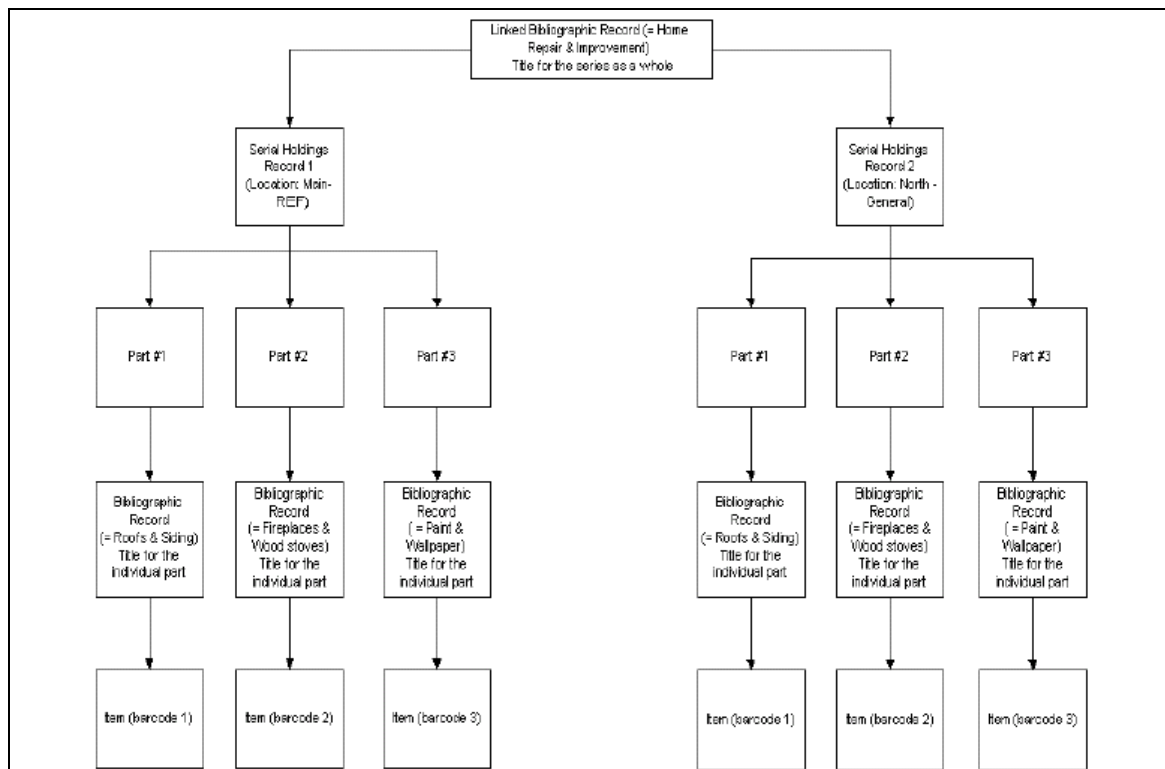 Linked Bibliographic Record (= Home
Repair & Improvement)
Title for the series as a whole
Serial Holdings
Record 1
(Location: Main-
REF)
Serial Holdings
Record 2
(Location: North -
General)
Part #1
Part #2
Part #3
Part #1
Part #2
Part #3
Bibliographic
Record
(= Roofs & Siding)
Title for the
individual part
Bibliographic
Record
(= Fireplaces &
Wood stoves)
Title for the
individual part
Bibliographic
Record
( = Paint &
Wallpaper)
Title for the
individual part
Bibliographic
Record
(= Roofs & Siding)
Title for the
individual part
Bibliographic
Record
(= Fireplaces &
Wood stoves)
Title for the
individual part
Bibliographic
Record
( = Paint &
Wallpaper)
Title for the
individual part
Item (barcode 1)
Item (barcode 2)
Item (barcode 3)
Item (barcode 1)
Item (barcode 2)
Item (barcode 3)